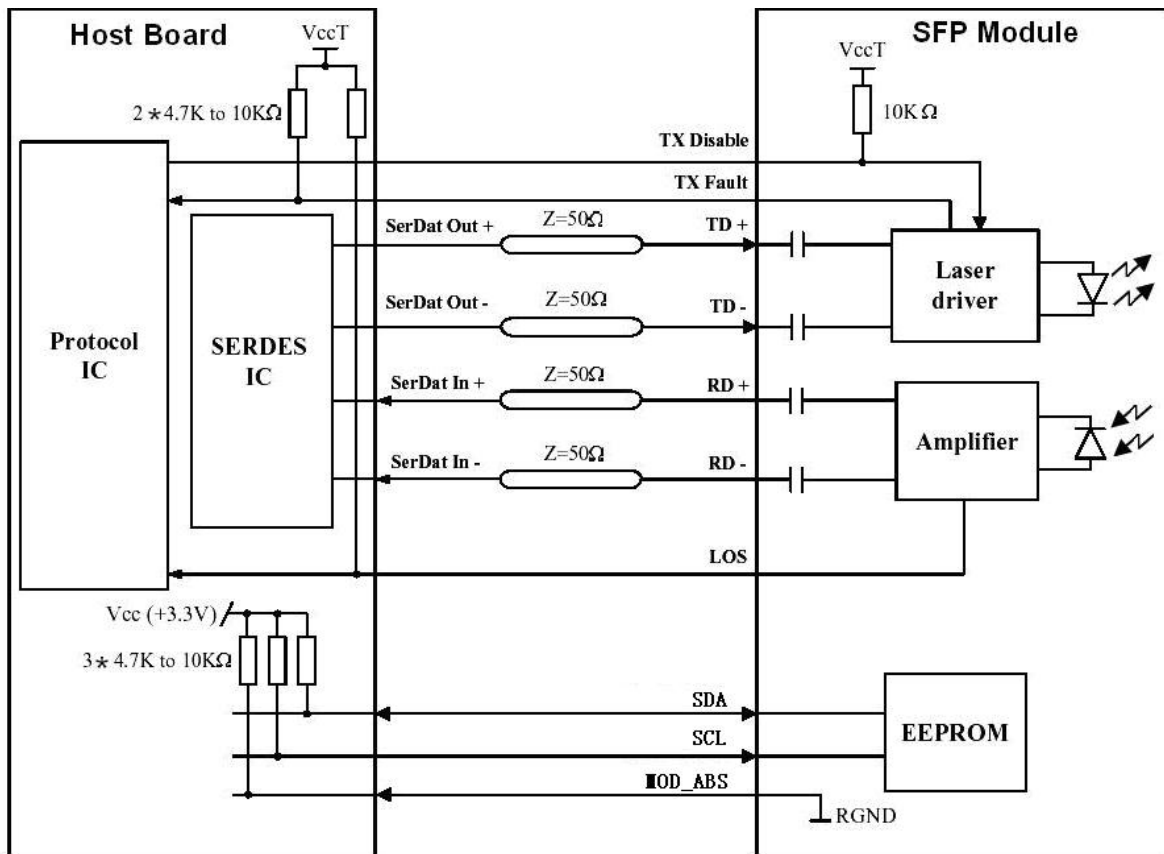 Host Board
SFP Module
VccT
VccT
2*4.7K to 10KΩ
10K Ω
TX Disable
TX Fault
SerDat Out +
Z=50Ω
TD +
Laser
driver
SerDat Out -
Z=50Ω
TD -
Protocol
IC
SERDES
IC
SerDat In +
Z=50Ω
RD +
Amplifier
SerDat In -
Z=50Ω
RD -
LOS
Vcc (+3.3V)
3*4.7K to 10KΩ
SDA
SCL
EEPROM
MOD_ABS
RGND